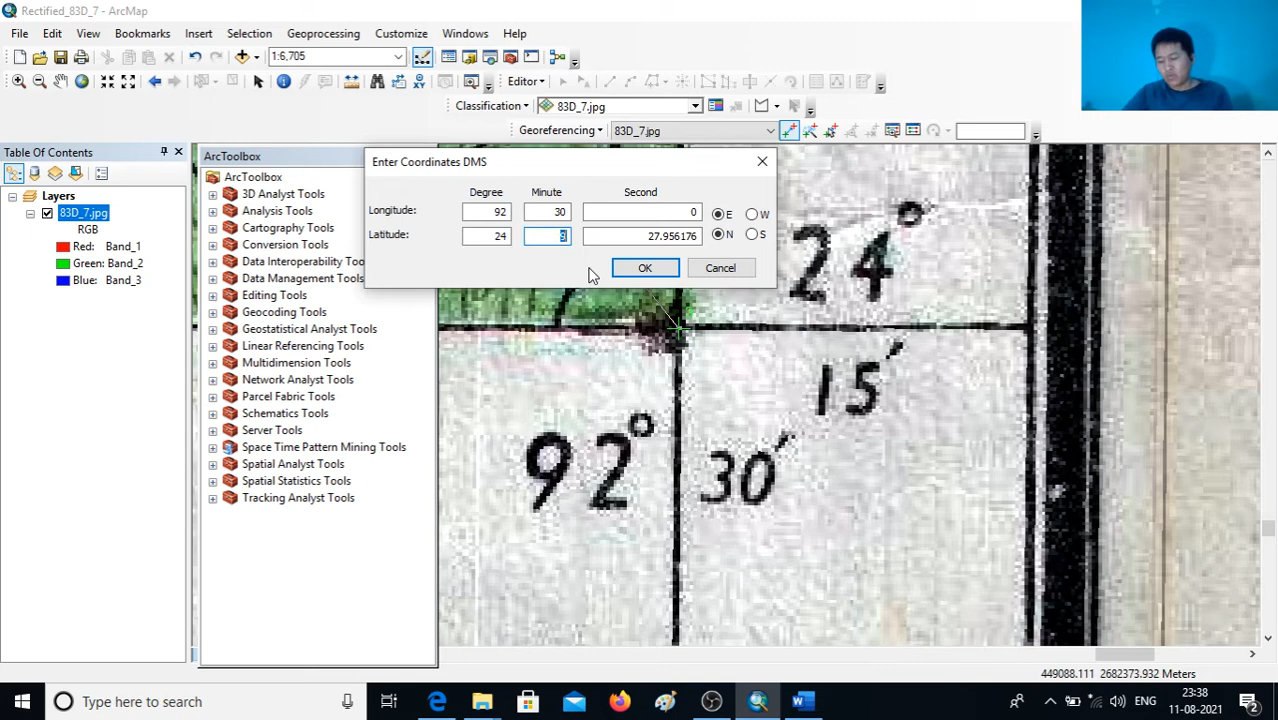 Rectified_83D_7 - ArcMap
File Edit View Bookmarks Insert Selection Geoprocessing Customize Windows Help
1:6,705
Editor
Classification 83D_7.jpg
Georeferencing 83D_7.jpg
Table Of Contents
Layers
83D_7.jpg
RGB
Red: Band_1
Green: Band_2
Blue: Band_3
ArcToolbox
ArcToolbox
3D Analyst Tools
Analysis Tools
Cartography Tools
Conversion Tools
Data Interoperability Too
Data Management Tools
Editing Tools
Geocoding Tools
Geostatistical Analyst Tools
Linear Referencing Tools
Multidimension Tools
Network Analyst Tools
Parcel Fabric Tools
Schematics Tools
Server Tools
Space Time Pattern Mining Tools
Spatial Analyst Tools
Spatial Statistics Tools
Tracking Analyst Tools
Enter Coordinates DMS
Degree Minute Second
Longitude: 92 30 0 E W
Latitude: 24 9 27.956176 N S
OK Cancel
24°
15′
92° 30′
449088.111 2682373.932 Meters
Type here to search
ENG
23:38
11-08-2021
2